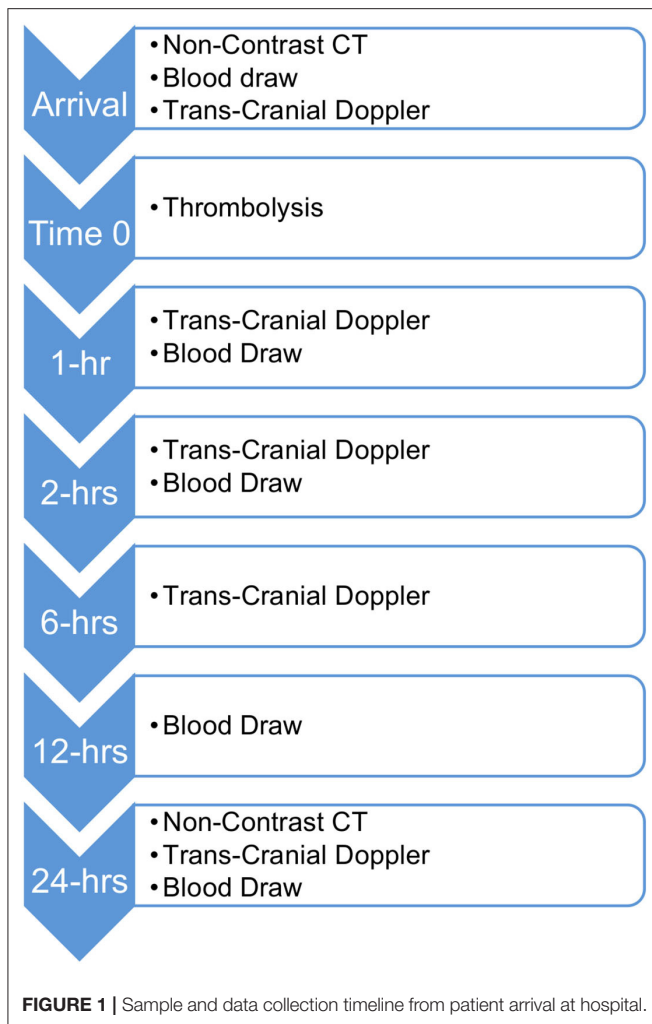 Arrival
•Non-Contrast CT
•Blood draw
•Trans-Cranial Doppler
Time 0
•Thrombolysis
1-hr
•Trans-Cranial Doppler
•Blood Draw
2-hrs
•Trans-Cranial Doppler
•Blood Draw
6-hrs
•Trans-Cranial Doppler
12-hrs
•Blood Draw
24-hrs
•Non-Contrast CT
•Trans-Cranial Doppler
•Blood Draw
FIGURE 1 | Sample and data collection timeline from patient arrival at hospital.